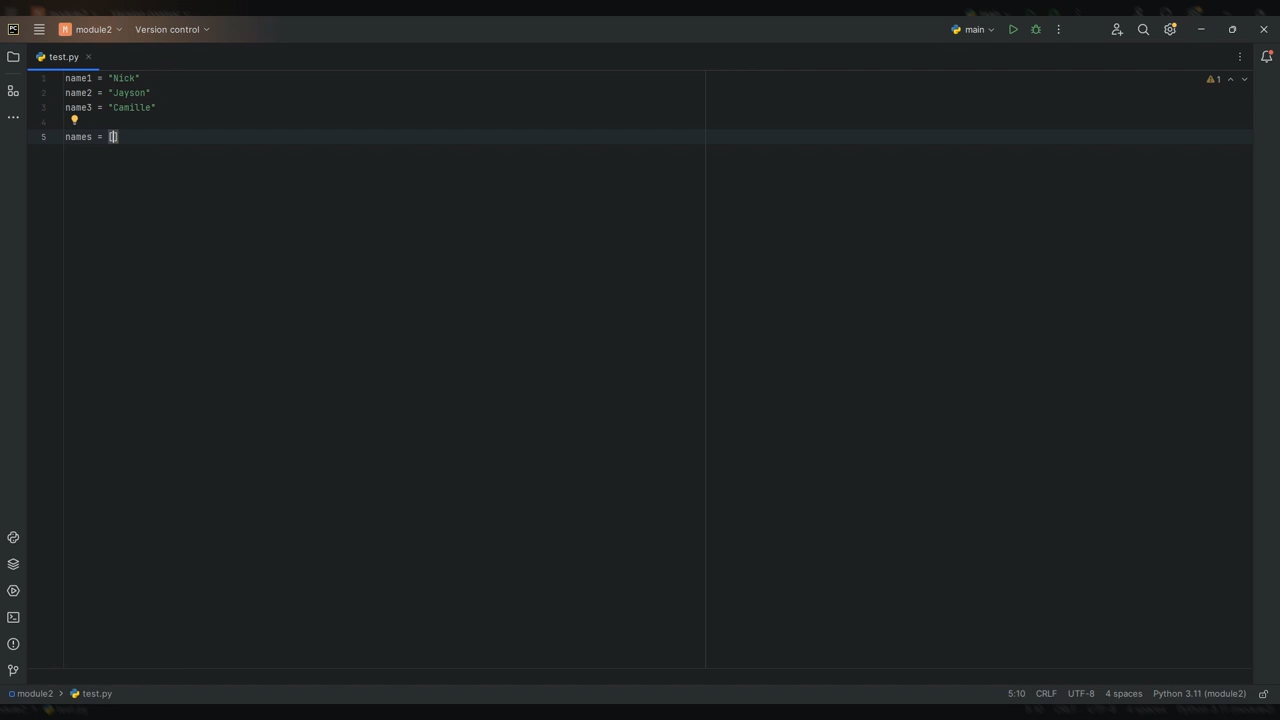 PC
M module2
Version control
main
test.py
1
1 name1 = "Nick"
2 name2 = "Jayson"
3 name3 = "Camille"
4
5 names = []
module2 > test.py
5:10 CRLF UTF-8 4 spaces Python 3.11 (module2)